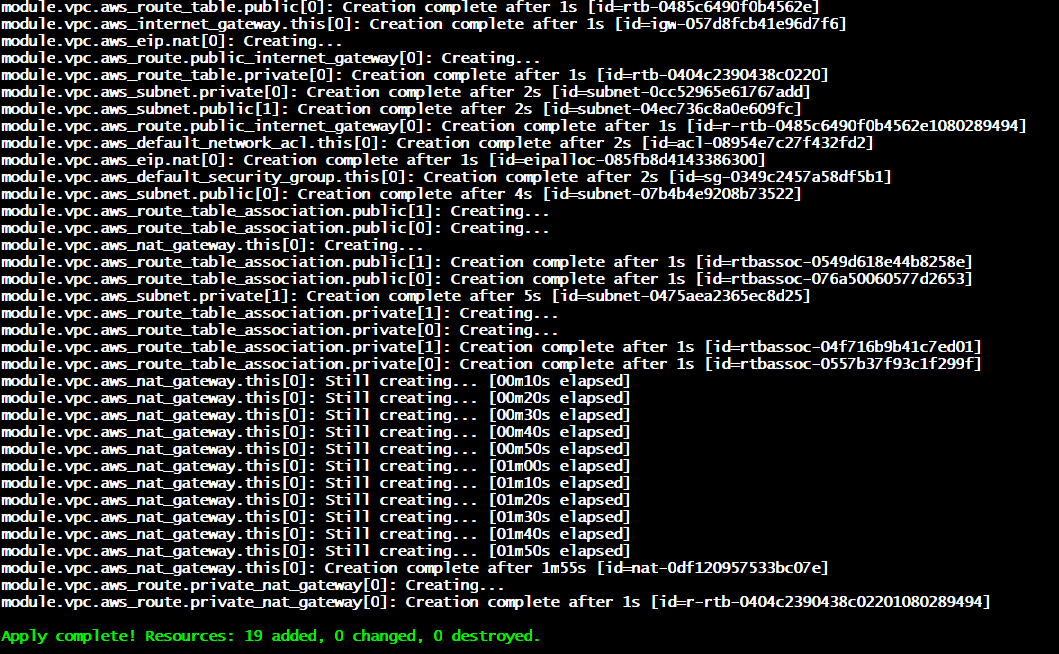 module.vpc.aws_route_table.public[0]: Creation complete after 1s [id=rtb-0485c6490f0b4562e]
module.vpc.aws_internet_gateway.this[0]: Creation complete after 1s [id=igw-057d8fcb41e96d7f6]
module.vpc.aws_eip.nat[0]: Creating...
module.vpc.aws_route.public_internet_gateway[0]: Creating...
module.vpc.aws_route_table.private[0]: Creation complete after 1s [id=rtb-0404c2390438c0220]
module.vpc.aws_subnet.private[0]: Creation complete after 2s [id=subnet-0cc52965e61767add]
module.vpc.aws_subnet.public[1]: Creation complete after 2s [id=subnet-04ec736c8a0e609fc]
module.vpc.aws_route.public_internet_gateway[0]: Creation complete after 1s [id=r-rtb-0485c6490f0b4562e1080289494]
module.vpc.aws_default_network_acl.this[0]: Creation complete after 2s [id=acl-08954e7c27f432fd2]
module.vpc.aws_eip.nat[0]: Creation complete after 1s [id=eipalloc-085fb8d4143386300]
module.vpc.aws_default_security_group.this[0]: Creation complete after 2s [id=sg-0349c2457a58df5b1]
module.vpc.aws_subnet.public[0]: Creation complete after 4s [id=subnet-07b4b4e9208b73522]
module.vpc.aws_route_table_association.public[1]: Creating...
module.vpc.aws_route_table_association.public[0]: Creating...
module.vpc.aws_nat_gateway.this[0]: Creating...
module.vpc.aws_route_table_association.public[1]: Creation complete after 1s [id=rtbassoc-0549d618e44b8258e]
module.vpc.aws_route_table_association.public[0]: Creation complete after 1s [id=rtbassoc-076a50060577d2653]
module.vpc.aws_subnet.private[1]: Creation complete after 5s [id=subnet-0475aea2365ec8d25]
module.vpc.aws_route_table_association.private[1]: Creating...
module.vpc.aws_route_table_association.private[0]: Creating...
module.vpc.aws_route_table_association.private[1]: Creation complete after 1s [id=rtbassoc-04f716b9b41c7ed01]
module.vpc.aws_route_table_association.private[0]: Creation complete after 1s [id=rtbassoc-0557b37f93c1f299f]
module.vpc.aws_nat_gateway.this[0]: Still creating... [00m10s elapsed]
module.vpc.aws_nat_gateway.this[0]: Still creating... [00m20s elapsed]
module.vpc.aws_nat_gateway.this[0]: Still creating... [00m30s elapsed]
module.vpc.aws_nat_gateway.this[0]: Still creating... [00m40s elapsed]
module.vpc.aws_nat_gateway.this[0]: Still creating... [00m50s elapsed]
module.vpc.aws_nat_gateway.this[0]: Still creating... [01m00s elapsed]
module.vpc.aws_nat_gateway.this[0]: Still creating... [01m10s elapsed]
module.vpc.aws_nat_gateway.this[0]: Still creating... [01m20s elapsed]
module.vpc.aws_nat_gateway.this[0]: Still creating... [01m30s elapsed]
module.vpc.aws_nat_gateway.this[0]: Still creating... [01m40s elapsed]
module.vpc.aws_nat_gateway.this[0]: Still creating... [01m50s elapsed]
module.vpc.aws_nat_gateway.this[0]: Creation complete after 1m55s [id=nat-0df120957533bc07e]
module.vpc.aws_route.private_nat_gateway[0]: Creating...
module.vpc.aws_route.private_nat_gateway[0]: Creation complete after 1s [id=r-rtb-0404c2390438c02201080289494]
Apply complete! Resources: 19 added, 0 changed, 0 destroyed.